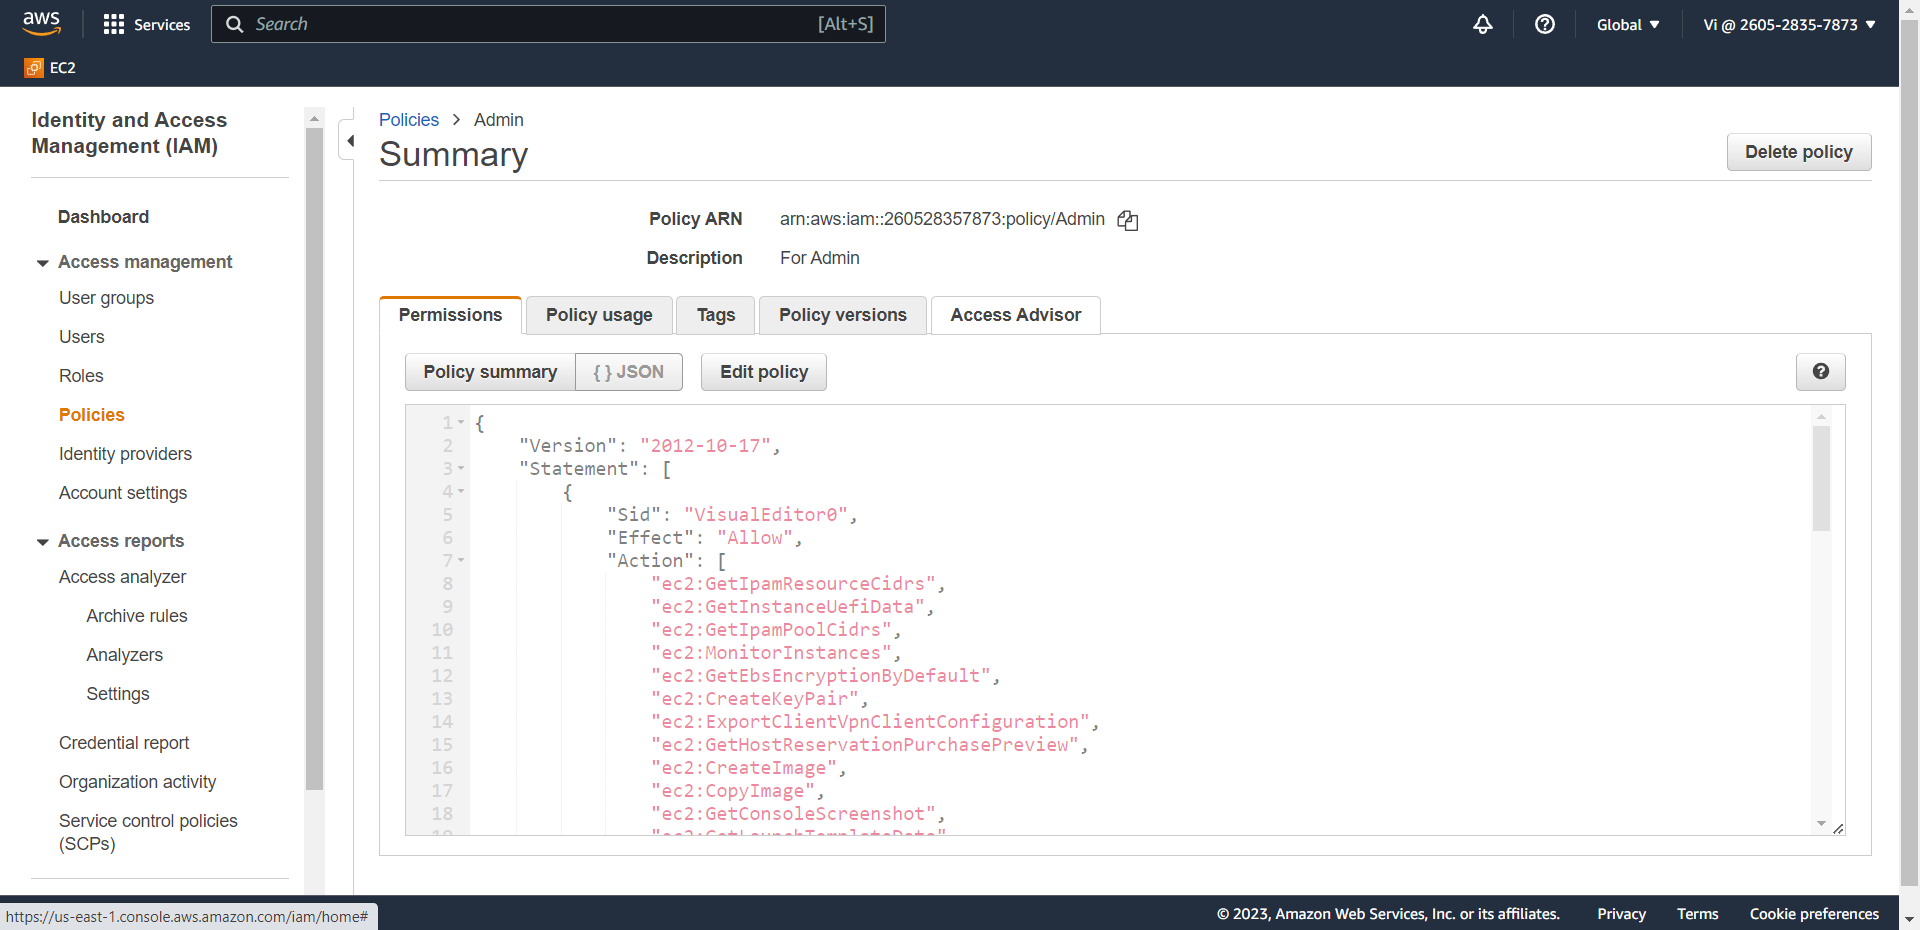 aws
Services
Search
[Alt+S]
Global
Vi @ 2605-2835-7873
EC2
Identity and Access
Management (IAM)
Dashboard
Access management
User groups
Users
Roles
Policies
Identity providers
Account settings
Access reports
Access analyzer
Archive rules
Analyzers
Settings
Credential report
Organization activity
Service control policies
(SCPs)
https://us-east-1.console.aws.amazon.com/iam/home#
Policies > Admin
Summary
Delete policy
Policy ARN arn:aws:iam::260528357873:policy/Admin
Description For Admin
Permissions
Policy usage
Tags
Policy versions
Access Advisor
Policy summary
{ } JSON
Edit policy
1 {
2 "Version": "2012-10-17",
3 "Statement": [
4 {
5 "Sid": "VisualEditor0",
6 "Effect": "Allow",
7 "Action": [
8 "ec2:GetIpamResourceCidrs",
9 "ec2:GetInstanceUefiData",
10 "ec2:GetIpamPoolCidrs",
11 "ec2:MonitorInstances",
12 "ec2:GetEbsEncryptionByDefault",
13 "ec2:CreateKeyPair",
14 "ec2:ExportClientVpnClientConfiguration",
15 "ec2:GetHostReservationPurchasePreview",
16 "ec2:CreateImage",
17 "ec2:CopyImage",
18 "ec2:GetConsoleScreenshot",
19 "ec2:GetLaunchTemplateData"
© 2023, Amazon Web Services, Inc. or its affiliates.
Privacy
Terms
Cookie preferences